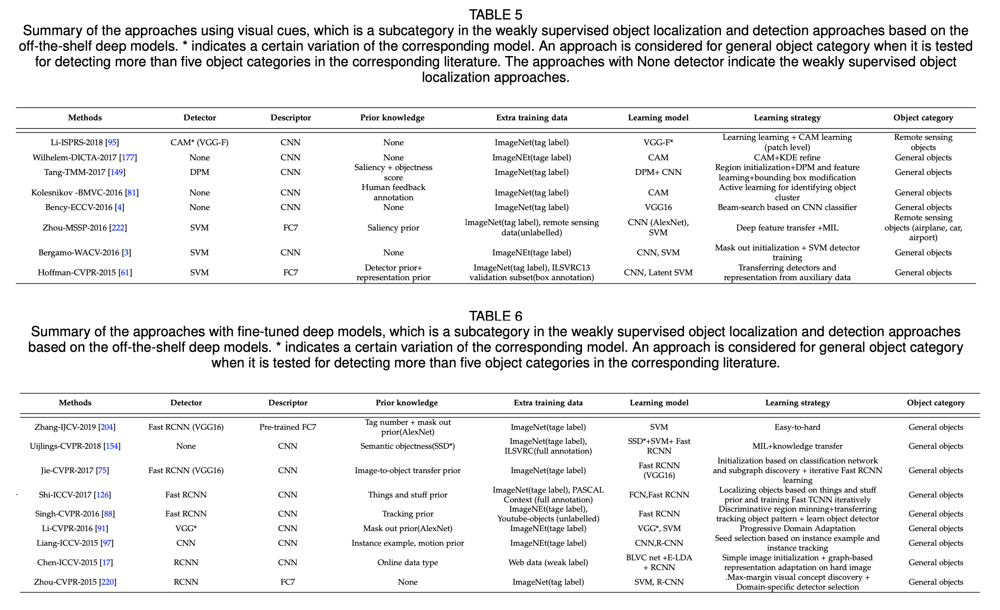 TABLE 5
Summary of the approaches using visual cues, which is a subcategory in the weakly supervised object localization and detection approaches based on the
off-the-shelf deep models. * indicates a certain variation of the corresponding model. An approach is considered for general object category when it is tested
for detecting more than five object categories in the corresponding literature. The approaches with None detector indicate the weakly supervised object
localization approaches.
Methods Detector Descriptor Prior knowledge Extra training data Learning model Learning strategy Object category
Li-ISPRS-2018 [95] CAM* (VGG-F) CNN None ImageNet(tag label) VGG-F* Learning learning + CAM learning (patch level) Remote sensing objects
Wilhelem-DICTA-2017 [177] None CNN None ImageNEt(tage label) CAM CAM+KDE refine General objects
Tang-TMM-2017 [149] DPM CNN Saliency + objectness score ImageNet(tag label) DPM+ CNN Region initialization+DPM and feature learning+bounding box modification General objects
Kolesnikov -BMVC-2016 [81] None CNN Human feedback annotation ImageNet(tag label) CAM Active learning for identifying object cluster General objects
Bency-ECCV-2016 [4] None CNN None ImageNet(tag label) VGG16 Beam-search based on CNN classifier General objects
Zhou-MSSP-2016 [222] SVM FC7 Saliency prior ImageNet(tag label), remote sensing data(unlabelled) CNN (AlexNet), SVM Deep feature transfer +MIL Remote sensing objects (airplane, car, airport)
Bergamo-WACV-2016 [3] SVM CNN None ImageNEt(tage label) CNN, SVM Mask out initialization + SVM detector training General objects
Hoffman-CVPR-2015 [61] SVM FC7 Detector prior+ representation prior ImageNet(tag label), ILSVRC13 validation subset(box annotation) CNN, Latent SVM Transferring detectors and representation from auxiliary data General objects
TABLE 6
Summary of the approaches with fine-tuned deep models, which is a subcategory in the weakly supervised object localization and detection approaches
based on the off-the-shelf deep models. * indicates a certain variation of the corresponding model. An approach is considered for general object category
when it is tested for detecting more than five object categories in the corresponding literature.
Methods Detector Descriptor Prior knowledge Extra training data Learning model Learning strategy Object category
Zhang-IJCV-2019 [204] Fast RCNN (VGG16) Pre-trained FC7 Tag number + mask out prior(AlexNet) ImageNet(tage label) SVM Easy-to-hard General objects
Uijlings-CVPR-2018 [154] None CNN Semantic objectness(SSD*) ImageNet(tage label), ILSVRC(full annotation) SSD*+SVM+ Fast RCNN MIL+knowledge transfer General objects
Jie-CVPR-2017 [75] Fast RCNN (VGG16) CNN Image-to-object transfer prior ImageNet(tage label) Fast RCNN (VGG16) Initialization based on classification network and subgraph discovery + iterative Fast RCNN learning General objects
. Shi-ICCV-2017 [126] Fast RCNN CNN Things and stuff prior ImageNet(tage label), PASCAL Context (full annotation) FCN,Fast RCNN Localizing objects based on things and stuff prior and training Fast TCNN iteratively General objects
Singh-CVPR-2016 [88] Fast RCNN CNN Tracking prior ImageNEt(tage label), Youtube-objects (unlabelled) Fast RCNN Discriminative region minning+transferring tracking object pattern + learn object detector General objects
Li-CVPR-2016 [91] VGG* CNN Mask out prior(AlexNet) ImageNEt(tage label) VGG*, SVM Progressive Domain Adaptation General objects
Liang-ICCV-2015 [97] CNN CNN Instance example, motion prior ImageNEt(tage label) CNN,R-CNN Seed selection based on instance example and instance tracking General objects
Chen-ICCV-2015 [17] RCNN CNN Online data type Web data (weak label) BLVC net +E-LDA + RCNN Simple image initialization + graph-based representation adaptation on hard image General objects
Zhou-CVPR-2015 [220] RCNN FC7 None ImageNet(tag label) SVM, R-CNN .Max-margin visual concept discovery + Domain-specific detector selection General objects